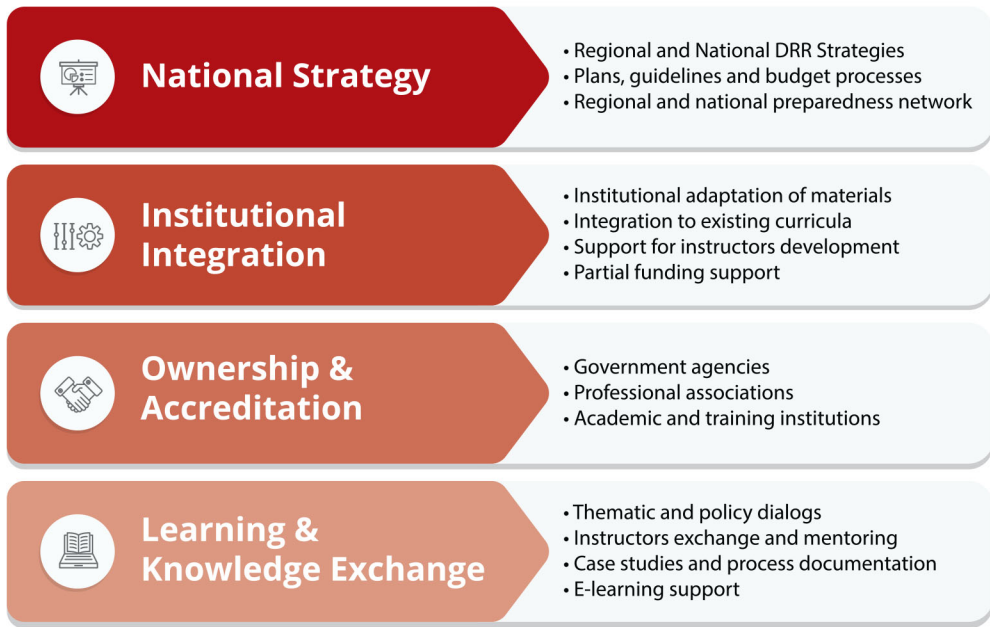 National Strategy
• Regional and National DRR Strategies
• Plans, guidelines and budget processes
• Regional and national preparedness network
Institutional
Integration
• Institutional adaptation of materials
• Integration to existing curricula
• Support for instructors development
• Partial funding support
Ownership &
Accreditation
• Government agencies
• Professional associations
• Academic and training institutions
Learning &
Knowledge Exchange
• Thematic and policy dialogs
• Instructors exchange and mentoring
• Case studies and process documentation
• E-learning support